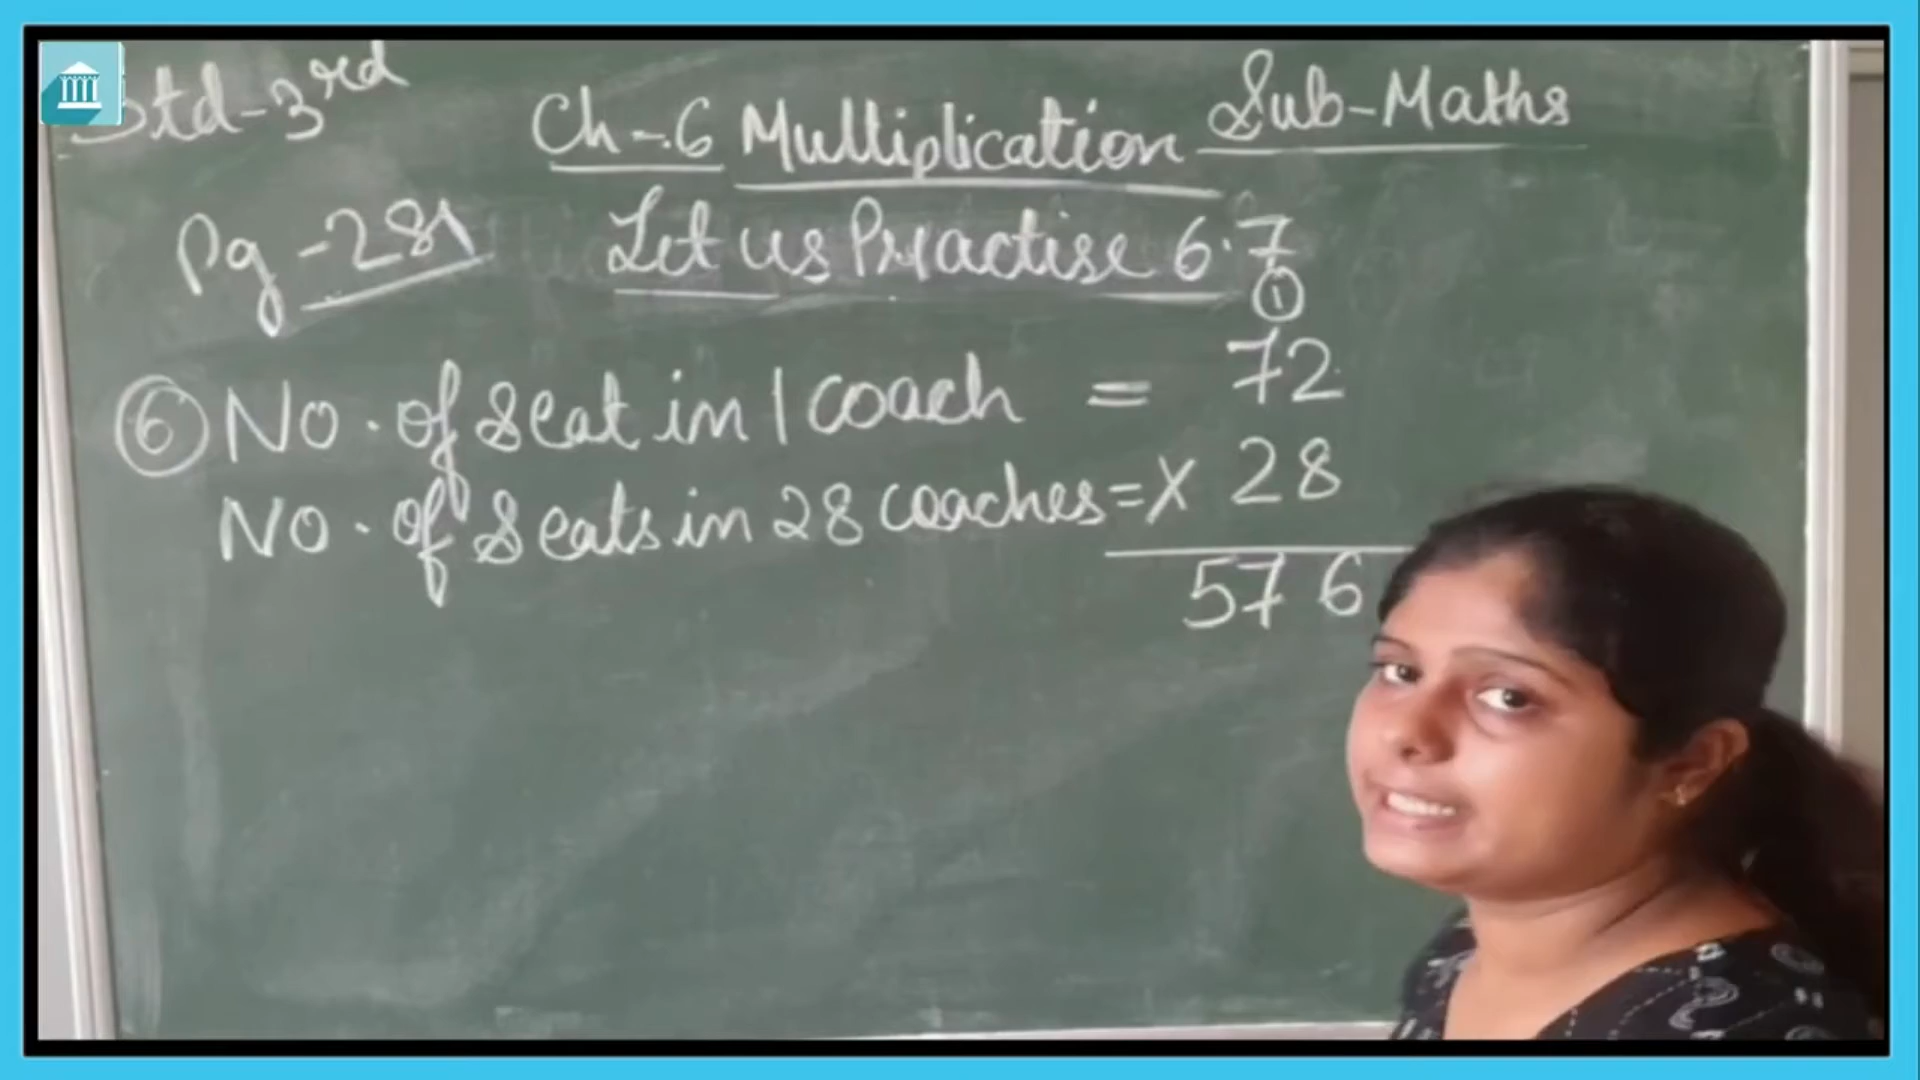 Std-3rd
Sub-Maths
Ch-6 Multiplication
Pg-281
Let us Practise 6.7
1
6 No. of Seat in 1 coach = 72
No. of Seats in 28 coaches = X 28
576